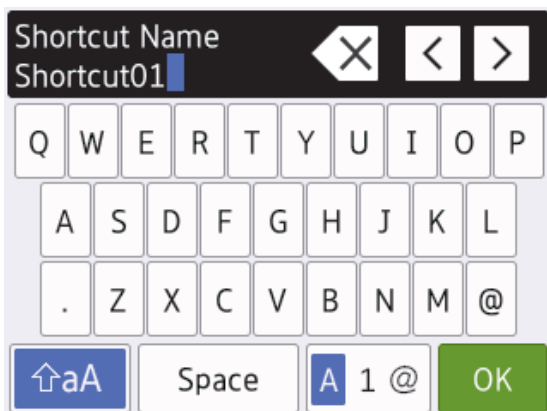 Shortcut Name
Shortcut01
Q W E R T Y U I O P
A S D F G H J K L
. Z X C V B N M @
aA Space A 1 @ OK